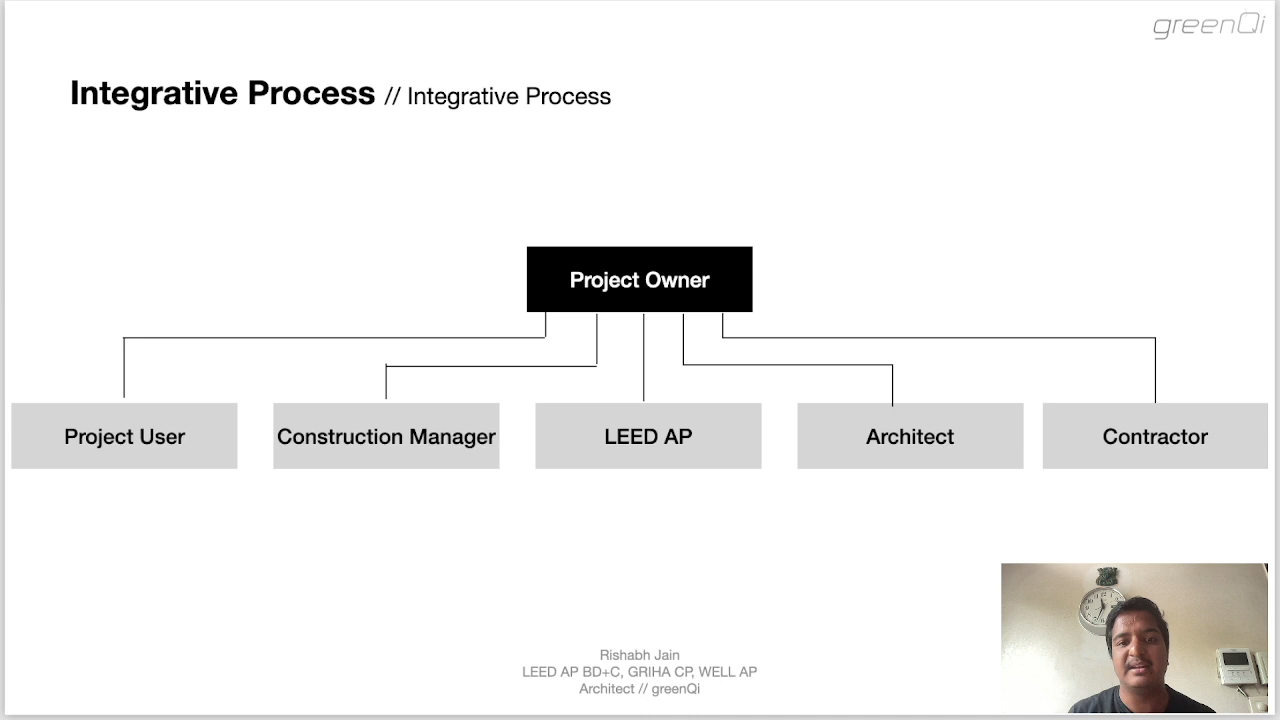 greenQi
Integrative Process // Integrative Process
Project Owner
Project User
Construction Manager
LEED AP
Architect
Contractor
Rishabh Jain
LEED AP BD+C, GRIHA CP, WELL AP
Architect // greenQi